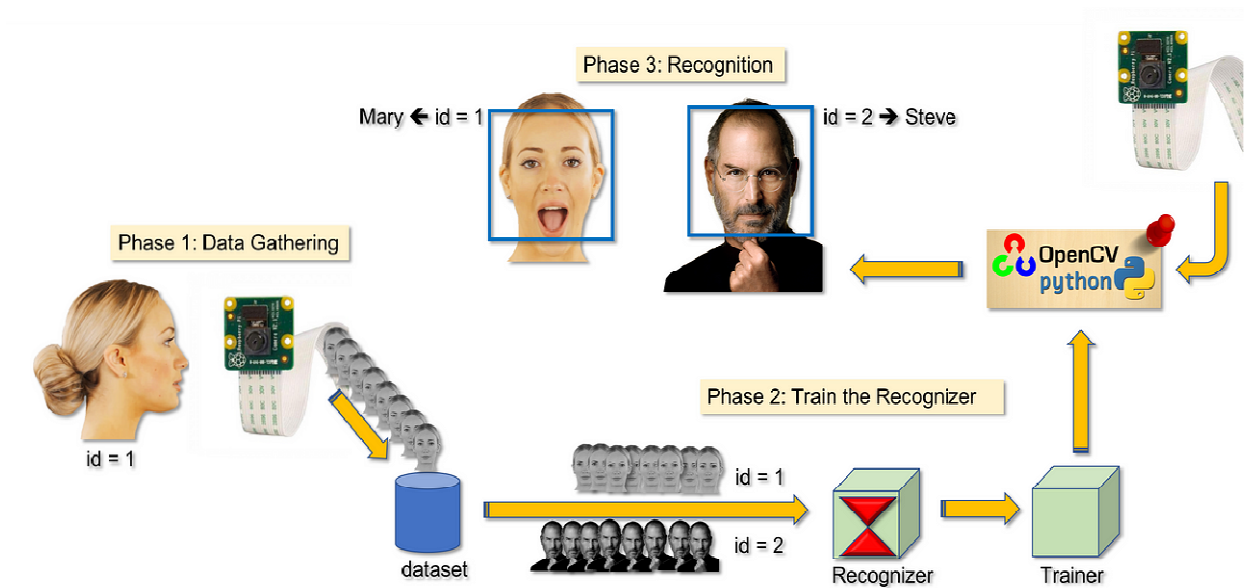 Phase 3: Recognition
Mary ← id = 1
id = 2 → Steve
Phase 1: Data Gathering
OpenCV
python
Phase 2: Train the Recognizer
id = 1
id = 1
id = 2
dataset
Recognizer
Trainer